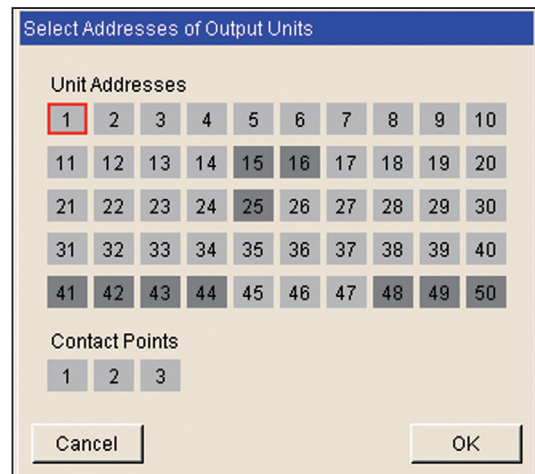 Select Addresses of Output Units
Unit Addresses
1 2 3 4 5 6 7 8 9 10
11 12 13 14 15 16 17 18 19 20
21 22 23 24 25 26 27 28 29 30
31 32 33 34 35 36 37 38 39 40
41 42 43 44 45 46 47 48 49 50
Contact Points
1 2 3
Cancel OK